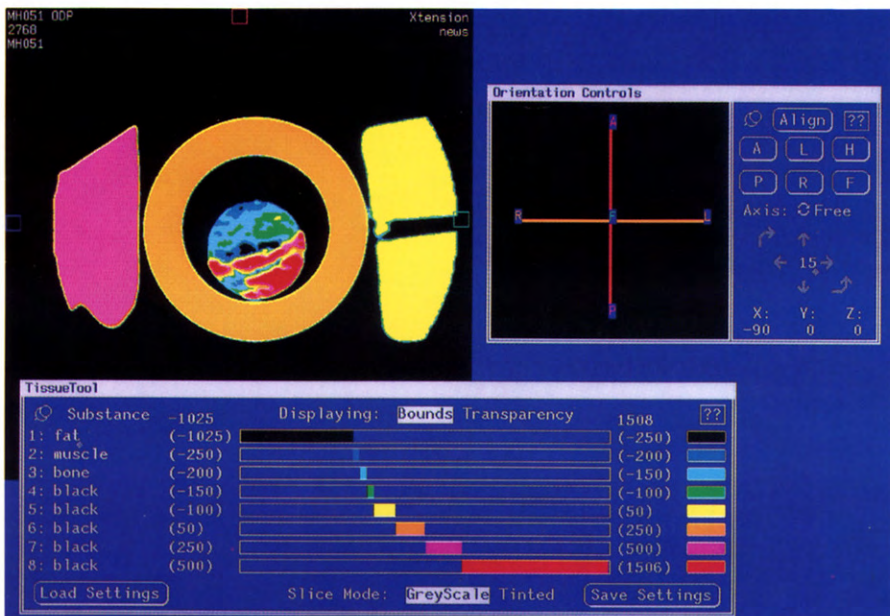 MH051 ODP
2768
MH051
Xtension
news
Orientation Controls
A
R F L
P
Align ??
A L H
P R F
Axis: Free
15
X: Y: Z:
-90 0 0
TissueTool
Substance -1025 Displaying: Bounds Transparency 1508 ??
1: fat (-1025) (-250)
2: muscle (-250) (-200)
3: bone (-200) (-150)
4: black (-150) (-100)
5: black (-100) (50)
6: black (50) (250)
7: black (250) (500)
8: black (500) (1506)
Load Settings Slice Mode: GreyScale Tinted Save Settings